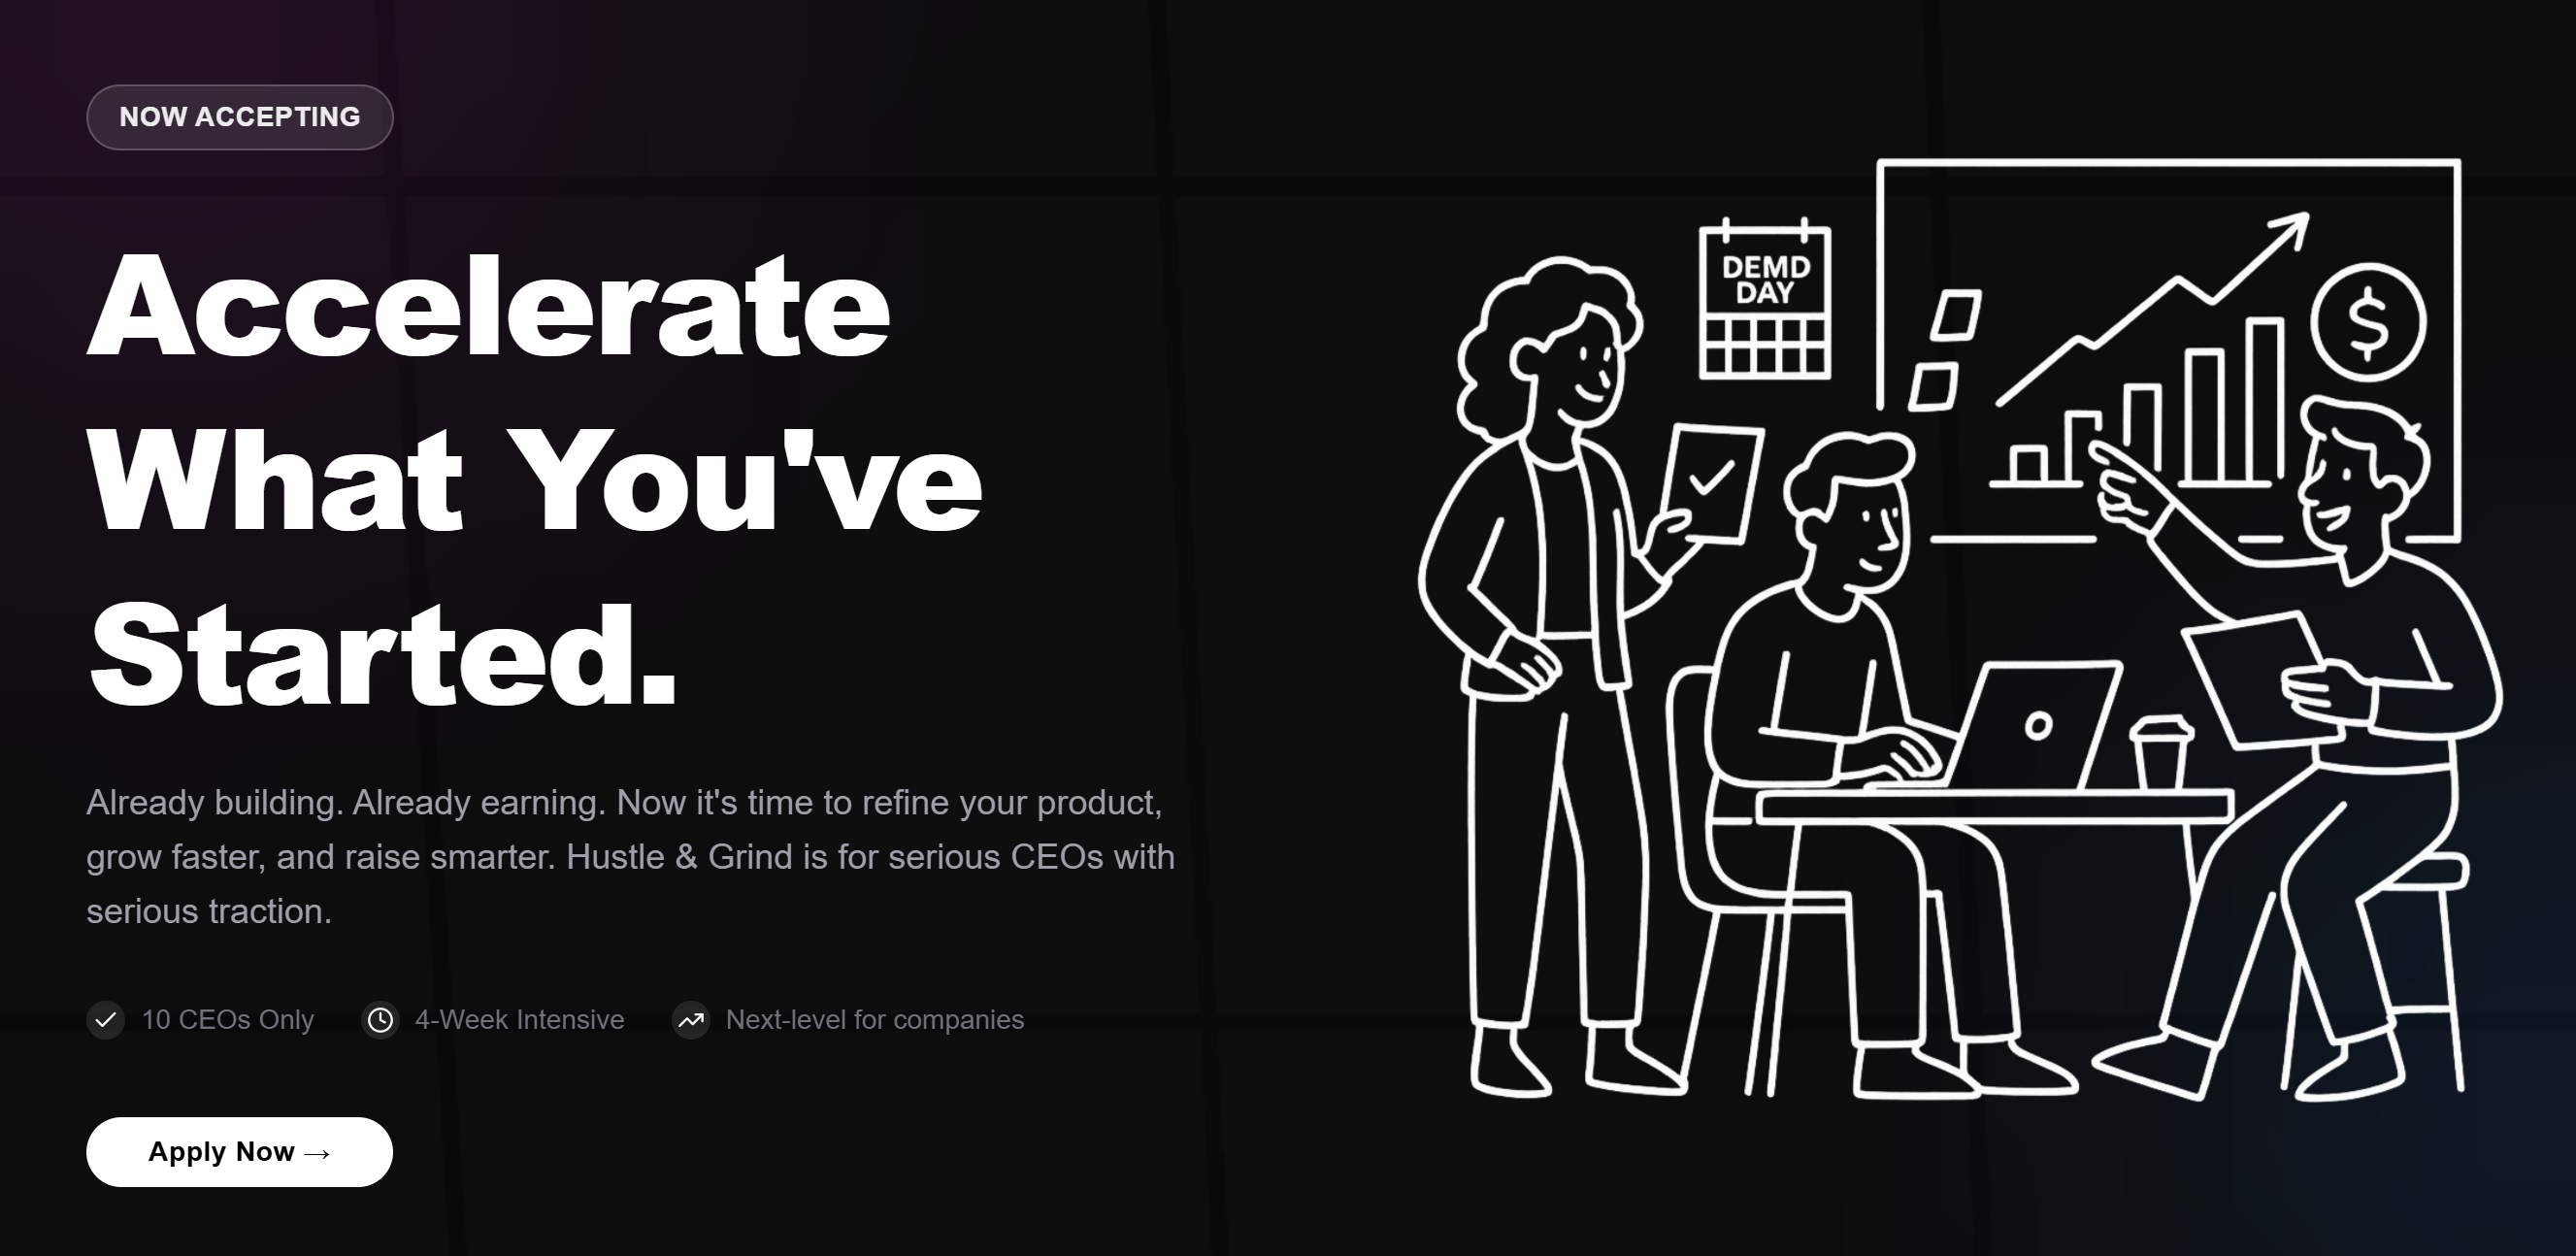 NOW ACCEPTING
Accelerate
What You've
Started.
Already building. Already earning. Now it's time to refine your product,
grow faster, and raise smarter. Hustle & Grind is for serious CEOs with
serious traction.
10 CEOs Only
4-Week Intensive
Next-level for companies
Apply Now →
DEMD
DAY
$